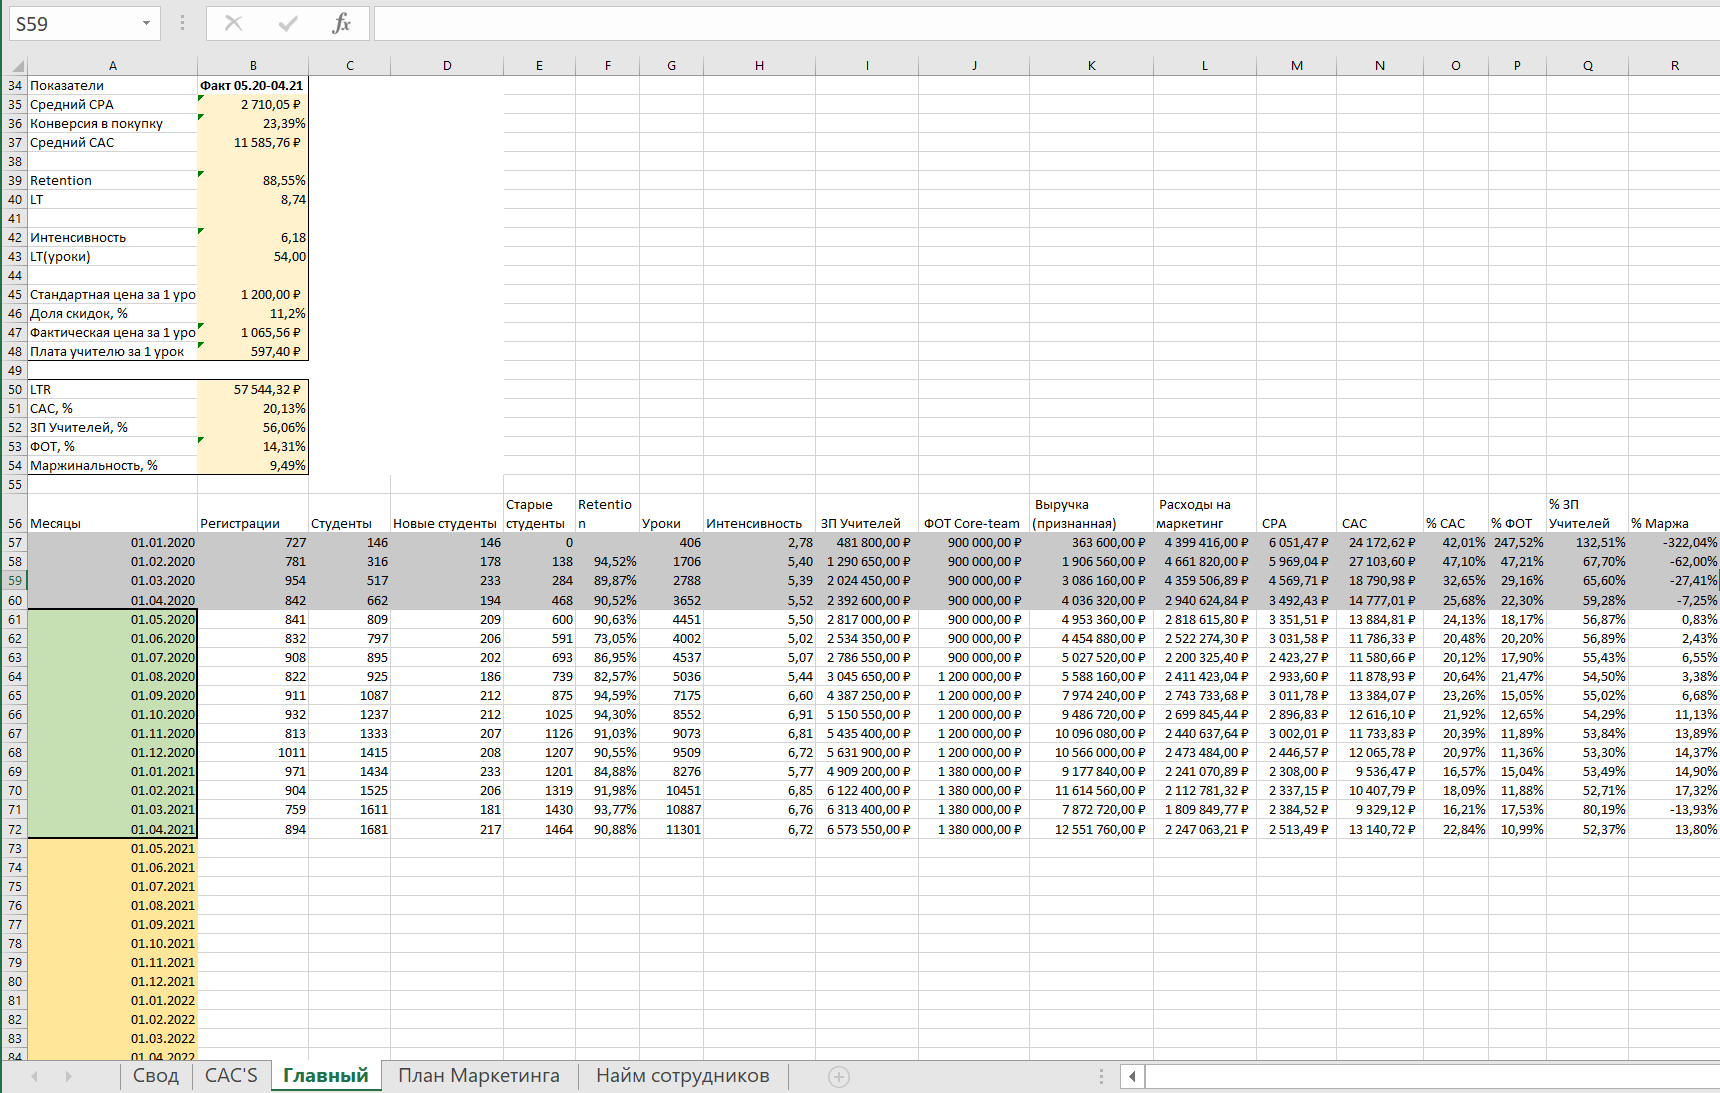 S59
fx
A B C D E F G H I J K L M N O P Q R
34 Показатели Факт 05.20-04.21
35 Средний CPA 2 710,05 ₽
36 Конверсия в покупку 23,39%
37 Средний CAC 11 585,76 ₽
38
39 Retention 88,55%
40 LT 8,74
41
42 Интенсивность 6,18
43 LT(уроки) 54,00
44
45 Стандартная цена за 1 уро 1 200,00 ₽
46 Доля скидок, % 11,2%
47 Фактическая цена за 1 уро 1 065,56 ₽
48 Плата учителю за 1 урок 597,40 ₽
49
50 LTR 57 544,32 ₽
51 CAC, % 20,13%
52 ЗП Учителей, % 56,06%
53 ФОТ, % 14,31%
54 Маржинальность, % 9,49%
55
56 Месяцы Регистрации Студенты Новые студенты Старые студенты Retention Уроки Интенсивность ЗП Учителей ФОТ Core-team Выручка (признанная) Расходы на маркетинг CPA CAC % CAC % ФОТ % ЗП Учителей % Маржа
57 01.01.2020 727 146 146 0 406 2,78 481 800,00 ₽ 900 000,00 ₽ 363 600,00 ₽ 4 399 416,00 ₽ 6 051,47 ₽ 24 172,62 ₽ 42,01% 247,52% 132,51% -322,04%
58 01.02.2020 781 316 178 138 94,52% 1706 5,40 1 290 650,00 ₽ 900 000,00 ₽ 1 906 560,00 ₽ 4 661 820,00 ₽ 5 969,04 ₽ 27 103,60 ₽ 47,10% 47,21% 67,70% -62,00%
59 01.03.2020 954 517 233 284 89,87% 2788 5,39 2 024 450,00 ₽ 900 000,00 ₽ 3 086 160,00 ₽ 4 359 506,89 ₽ 4 569,71 ₽ 18 790,98 ₽ 32,65% 29,16% 65,60% -27,41%
60 01.04.2020 842 662 194 468 90,52% 3652 5,52 2 392 600,00 ₽ 900 000,00 ₽ 4 036 320,00 ₽ 2 940 624,84 ₽ 3 492,43 ₽ 14 777,01 ₽ 25,68% 22,30% 59,28% -7,25%
61 01.05.2020 841 809 209 600 90,63% 4451 5,50 2 817 000,00 ₽ 900 000,00 ₽ 4 953 360,00 ₽ 2 818 615,80 ₽ 3 351,51 ₽ 13 884,81 ₽ 24,13% 18,17% 56,87% 0,83%
62 01.06.2020 832 797 206 591 73,05% 4002 5,02 2 534 350,00 ₽ 900 000,00 ₽ 4 454 880,00 ₽ 2 522 274,30 ₽ 3 031,58 ₽ 11 786,33 ₽ 20,48% 20,20% 56,89% 2,43%
63 01.07.2020 908 895 202 693 86,95% 4537 5,07 2 786 550,00 ₽ 900 000,00 ₽ 5 027 520,00 ₽ 2 200 325,40 ₽ 2 423,27 ₽ 11 580,66 ₽ 20,12% 17,90% 55,43% 6,55%
64 01.08.2020 822 925 186 739 82,57% 5036 5,44 3 045 650,00 ₽ 1 200 000,00 ₽ 5 588 160,00 ₽ 2 411 423,04 ₽ 2 933,60 ₽ 11 878,93 ₽ 20,64% 21,47% 54,50% 3,38%
65 01.09.2020 911 1087 212 875 94,59% 7175 6,60 4 387 250,00 ₽ 1 200 000,00 ₽ 7 974 240,00 ₽ 2 743 733,68 ₽ 3 011,78 ₽ 13 384,07 ₽ 23,26% 15,05% 55,02% 6,68%
66 01.10.2020 932 1237 212 1025 94,30% 8552 6,91 5 150 550,00 ₽ 1 200 000,00 ₽ 9 486 720,00 ₽ 2 699 845,44 ₽ 2 896,83 ₽ 12 616,10 ₽ 21,92% 12,65% 54,29% 11,13%
67 01.11.2020 813 1333 207 1126 91,03% 9073 6,81 5 435 400,00 ₽ 1 200 000,00 ₽ 10 096 080,00 ₽ 2 440 637,64 ₽ 3 002,01 ₽ 11 733,83 ₽ 20,39% 11,89% 53,84% 13,89%
68 01.12.2020 1011 1415 208 1207 90,55% 9509 6,72 5 631 900,00 ₽ 1 200 000,00 ₽ 10 566 000,00 ₽ 2 473 484,00 ₽ 2 446,57 ₽ 12 065,78 ₽ 20,97% 11,36% 53,30% 14,37%
69 01.01.2021 971 1434 233 1201 84,88% 8276 5,77 4 909 200,00 ₽ 1 380 000,00 ₽ 9 177 840,00 ₽ 2 241 070,89 ₽ 2 308,00 ₽ 9 536,47 ₽ 16,57% 15,04% 53,49% 14,90%
70 01.02.2021 904 1525 206 1319 91,98% 10451 6,85 6 122 400,00 ₽ 1 380 000,00 ₽ 11 614 560,00 ₽ 2 112 781,32 ₽ 2 337,15 ₽ 10 407,79 ₽ 18,09% 11,88% 52,71% 17,32%
71 01.03.2021 759 1611 181 1430 93,77% 10887 6,76 6 313 400,00 ₽ 1 380 000,00 ₽ 7 872 720,00 ₽ 1 809 849,77 ₽ 2 384,52 ₽ 9 329,12 ₽ 16,21% 17,53% 80,19% -13,93%
72 01.04.2021 894 1681 217 1464 90,88% 11301 6,72 6 573 550,00 ₽ 1 380 000,00 ₽ 12 551 760,00 ₽ 2 247 063,21 ₽ 2 513,49 ₽ 13 140,72 ₽ 22,84% 10,99% 52,37% 13,80%
73 01.05.2021
74 01.06.2021
75 01.07.2021
76 01.08.2021
77 01.09.2021
78 01.10.2021
79 01.11.2021
80 01.12.2021
81 01.01.2022
82 01.02.2022
83 01.03.2022
84 01.04.2022
Свод CAC'S Главный План Маркетинга Найм сотрудников